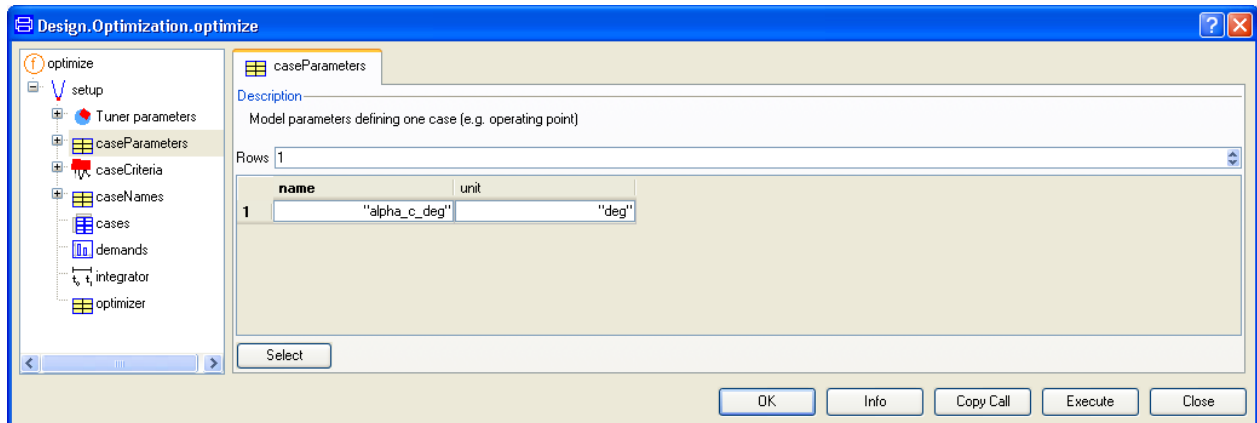 Design.Optimization.optimize
optimize
setup
Tuner parameters
caseParameters
caseCriteria
caseNames
cases
demands
integrator
optimizer
caseParameters
Description
Model parameters defining one case (e.g. operating point)
Rows 1
name unit
1 "alpha_c_deg" "deg"
Select
OK Info Copy Call Execute Close